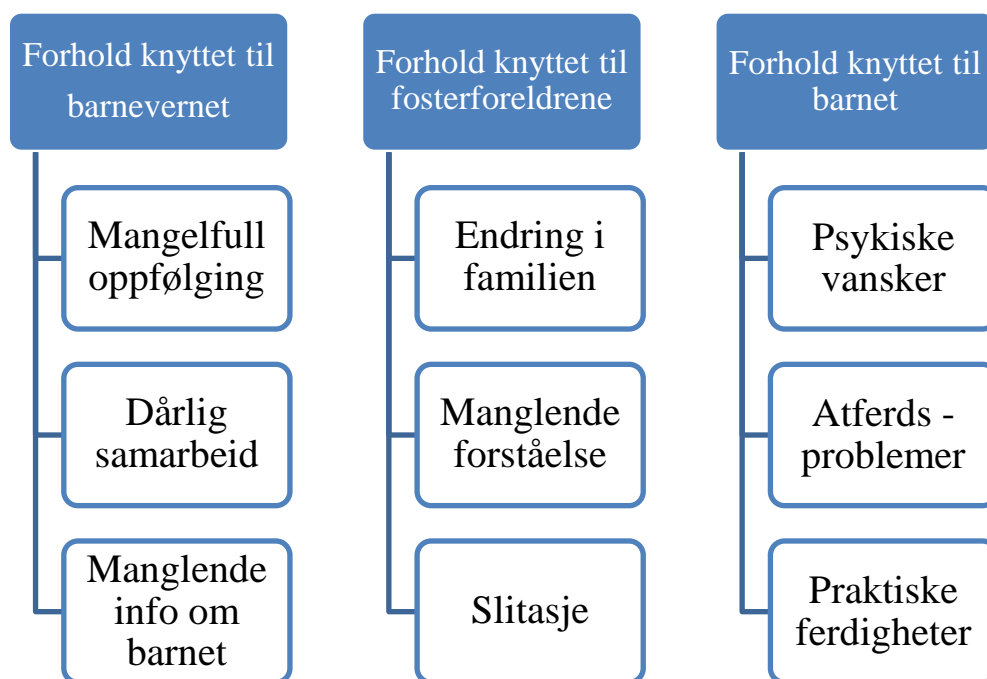 Forhold knyttet til
barnevernet
Mangelfull
oppfølging
Dårlig
samarbeid
Manglende
info om
barnet
Forhold knyttet til
fosterforeldrene
Endring i
familien
Manglende
forståelse
Slitasje
Forhold knyttet til
barnet
Psykiske
vansker
Atferds -
problemer
Praktiske
ferdigheter